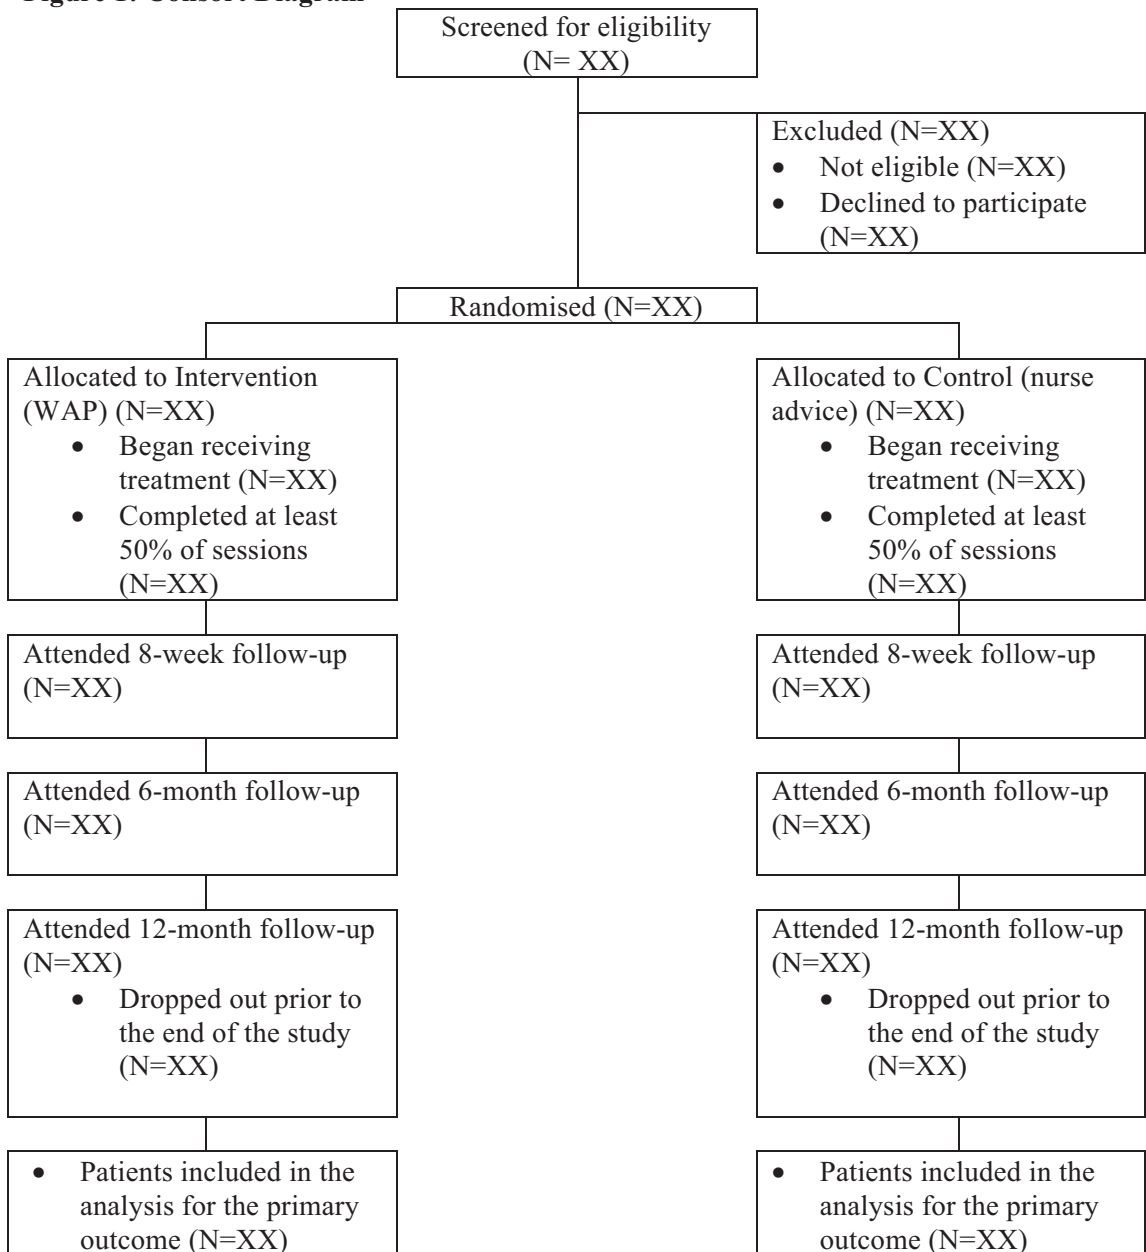 Figure 1: Consort Diagram
Screened for eligibility
(N= XX)
Excluded (N=XX)
• Not eligible (N=XX)
• Declined to participate
(N=XX)
Randomised (N=XX)
Allocated to Intervention
(WAP) (N=XX)
• Began receiving
treatment (N=XX)
• Completed at least
50% of sessions
(N=XX)
Allocated to Control (nurse
advice) (N=XX)
• Began receiving
treatment (N=XX)
• Completed at least
50% of sessions
(N=XX)
Attended 8-week follow-up
(N=XX)
Attended 8-week follow-up
(N=XX)
Attended 6-month follow-up
(N=XX)
Attended 6-month follow-up
(N=XX)
Attended 12-month follow-up
(N=XX)
• Dropped out prior to
the end of the study
(N=XX)
Attended 12-month follow-up
(N=XX)
• Dropped out prior to
the end of the study
(N=XX)
• Patients included in the
analysis for the primary
outcome (N=XX)
• Patients included in the
analysis for the primary
outcome (N=XX)